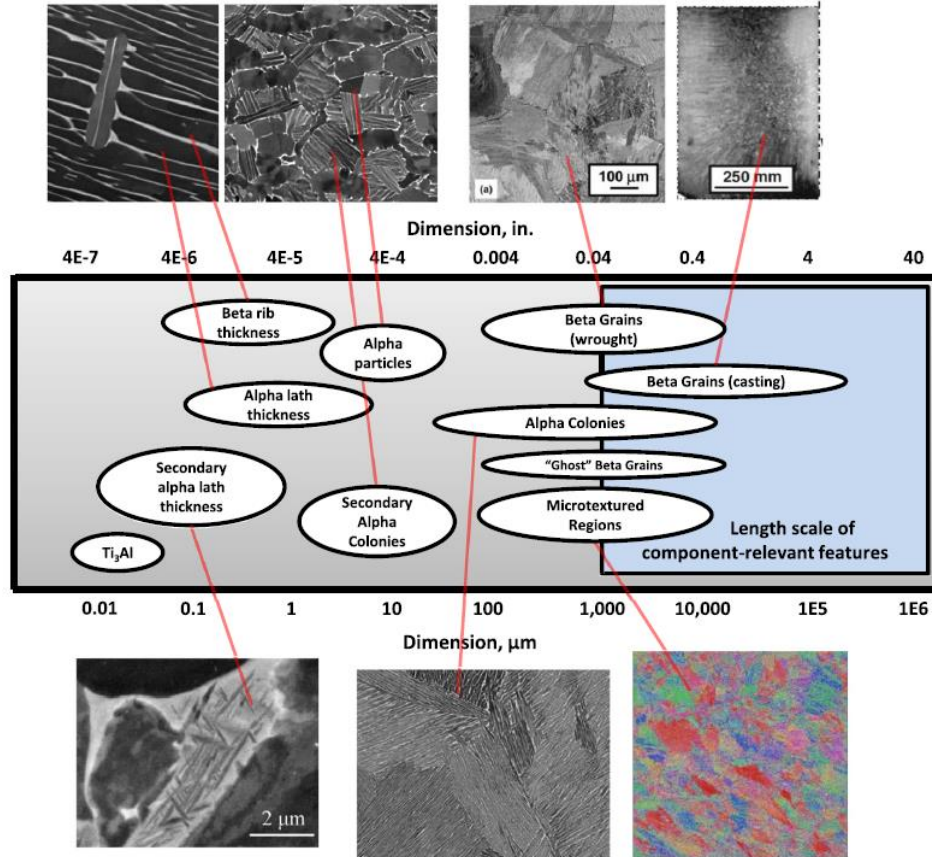 (a)
100 μm
250 mm
Dimension, in.
4E-7 4E-6 4E-5 4E-4 0.004 0.04 0.4 4 40
Beta rib
thickness
Alpha
particles
Beta Grains
(wrought)
Beta Grains (casting)
Alpha lath
thickness
Alpha Colonies
Secondary
alpha lath
thickness
"Ghost" Beta Grains
Secondary
Alpha
Colonies
Microtextured
Regions
Length scale of
component-relevant features
Ti₃Al
0.01 0.1 1 10 100 1,000 10,000 1E5 1E6
Dimension, μm
2 μm